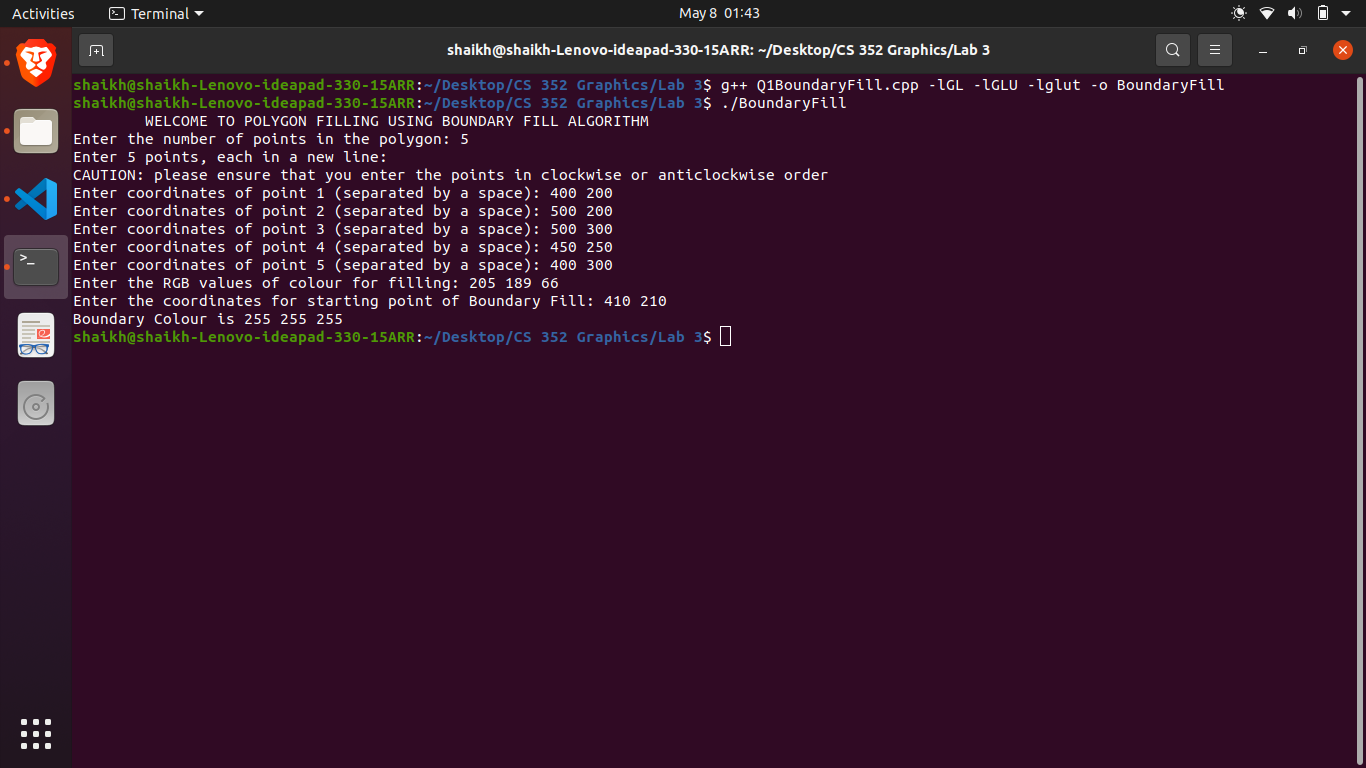 Activities Terminal May 8 01:43
shaikh@shaikh-Lenovo-ideapad-330-15ARR: ~/Desktop/CS 352 Graphics/Lab 3
shaikh@shaikh-Lenovo-ideapad-330-15ARR:~/Desktop/CS 352 Graphics/Lab 3$ g++ Q1BoundaryFill.cpp -lGL -lGLU -lglut -o BoundaryFill
shaikh@shaikh-Lenovo-ideapad-330-15ARR:~/Desktop/CS 352 Graphics/Lab 3$ ./BoundaryFill
WELCOME TO POLYGON FILLING USING BOUNDARY FILL ALGORITHM
Enter the number of points in the polygon: 5
Enter 5 points, each in a new line:
CAUTION: please ensure that you enter the points in clockwise or anticlockwise order
Enter coordinates of point 1 (separated by a space): 400 200
Enter coordinates of point 2 (separated by a space): 500 200
Enter coordinates of point 3 (separated by a space): 500 300
Enter coordinates of point 4 (separated by a space): 450 250
Enter coordinates of point 5 (separated by a space): 400 300
Enter the RGB values of colour for filling: 205 189 66
Enter the coordinates for starting point of Boundary Fill: 410 210
Boundary Colour is 255 255 255
shaikh@shaikh-Lenovo-ideapad-330-15ARR:~/Desktop/CS 352 Graphics/Lab 3$